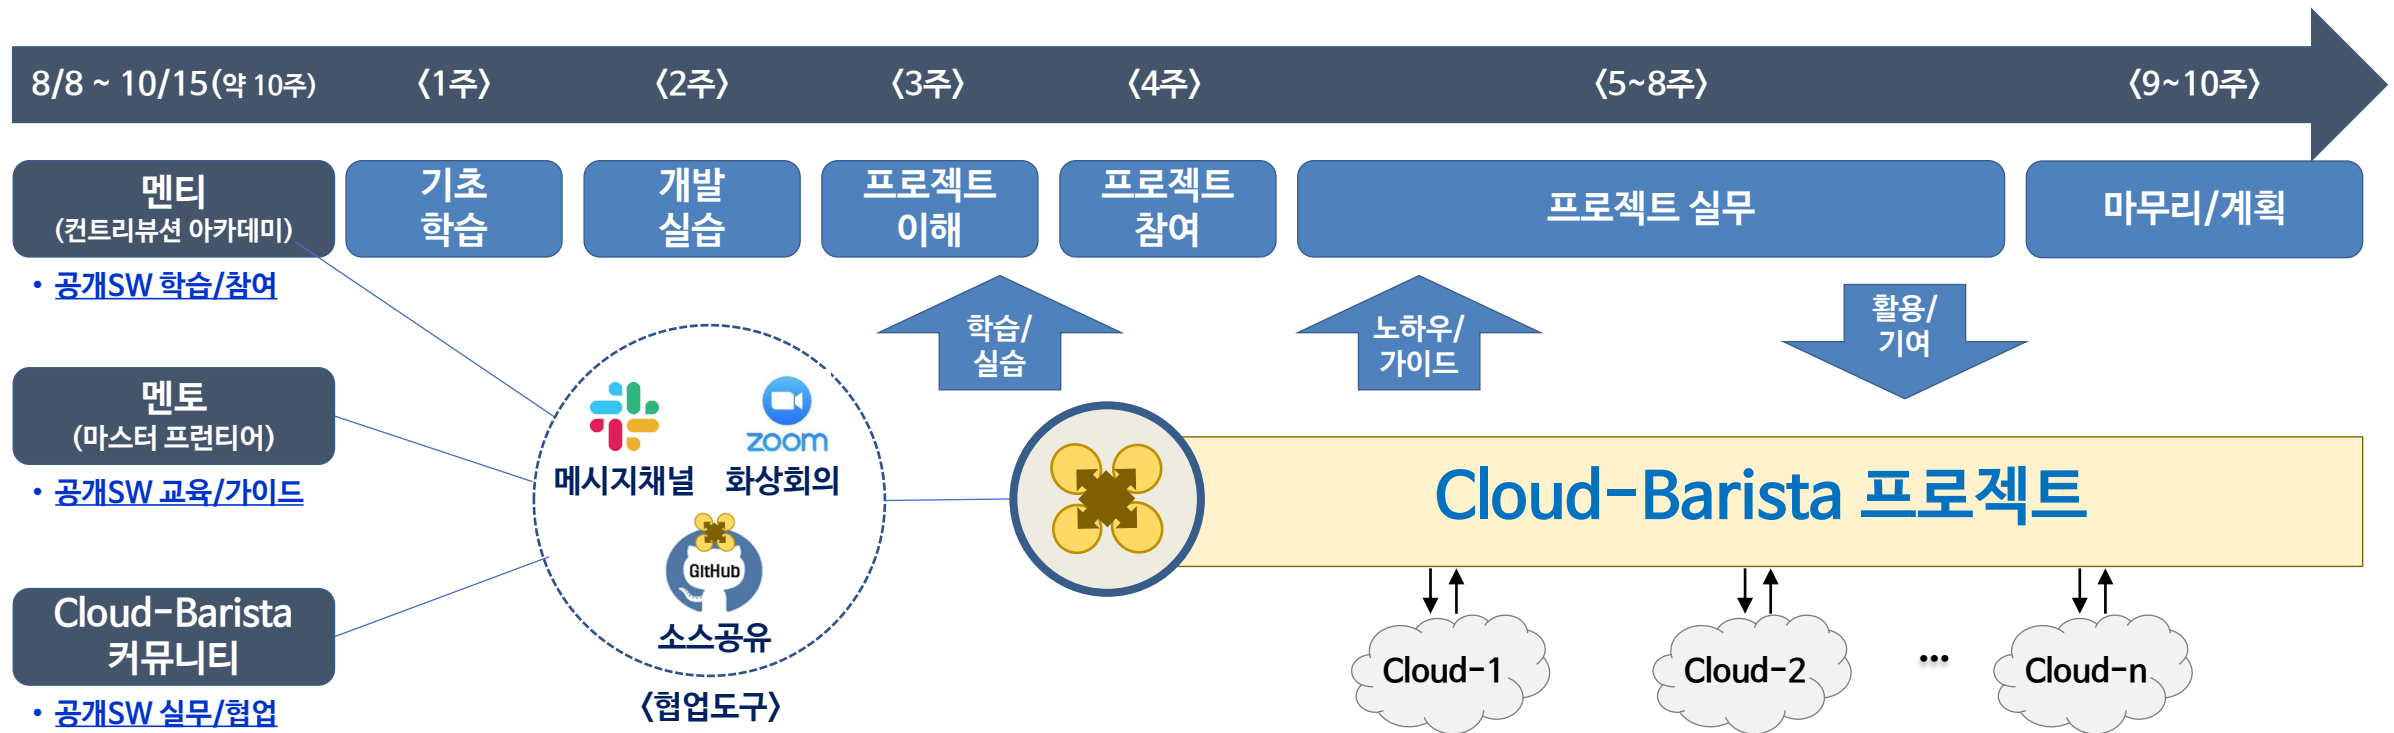 8/8 ~ 10/15(약 10주)
〈1주〉
〈2주〉
〈3주〉
〈4주〉
〈5~8주〉
〈9~10주〉
멘티
(컨트리뷰션 아카데미)
• 공개SW 학습/참여
기초
학습
개발
실습
프로젝트
이해
프로젝트
참여
프로젝트 실무
마무리/계획
학습/
실습
노하우/
가이드
활용/
기여
멘토
(마스터 프런티어)
• 공개SW 교육/가이드
Cloud-Barista
커뮤니티
• 공개SW 실무/협업
zoom
메시지채널
화상회의
GitHub
소스공유
〈협업도구〉
Cloud-Barista 프로젝트
Cloud-1
Cloud-2
...
Cloud-n